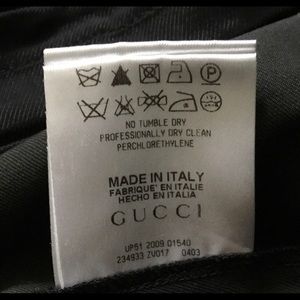 P
NO TUMBLE DRY
PROFESSIONALLY DRY CLEAN
PERCHLORETHYLENE
MADE IN ITALY
FABRIQUÉ EN ITALIE
HECHO EN ITALIA
GUCCI
UP51 2009 01540
234933 ZV017 0403